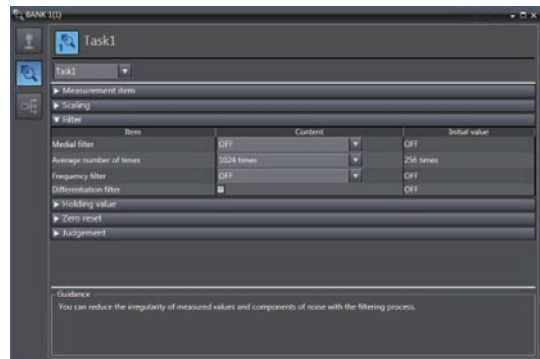 BANK 1(1)
Task1
Task1
Measurement item
Scaling
Filter
Item Content Initial value
Medial filter OFF OFF
Average number of times 1024 times 256 times
Frequency filter OFF OFF
Differentiation filter OFF
Holding value
Zero reset
Judgement
Guidance
You can reduce the irregularity of measured values and components of noise with the filtering process.